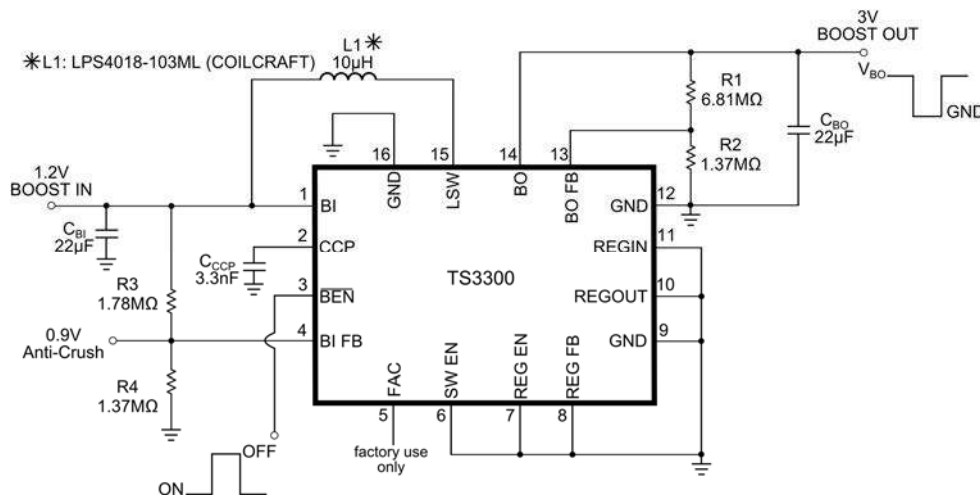 ✳L1: LPS4018-103ML (COILCRAFT)
L1✳
10µH
3V
BOOST OUT
VBO
GND
R1
6.81MΩ
R2
1.37MΩ
CBO
22µF
16
15
14
13
GND
LSW
BO
BO FB
1.2V
BOOST IN
CBI
22µF
1
BI
2
CCP
CCCP
3.3nF
3
BEN
4
BI FB
R3
1.78MΩ
0.9V
Anti-Crush
R4
1.37MΩ
TS3300
GND
12
REGIN
11
REGOUT
10
GND
9
FAC
SW EN
REG EN
REG FB
5
6
7
8
factory use
only
OFF
ON